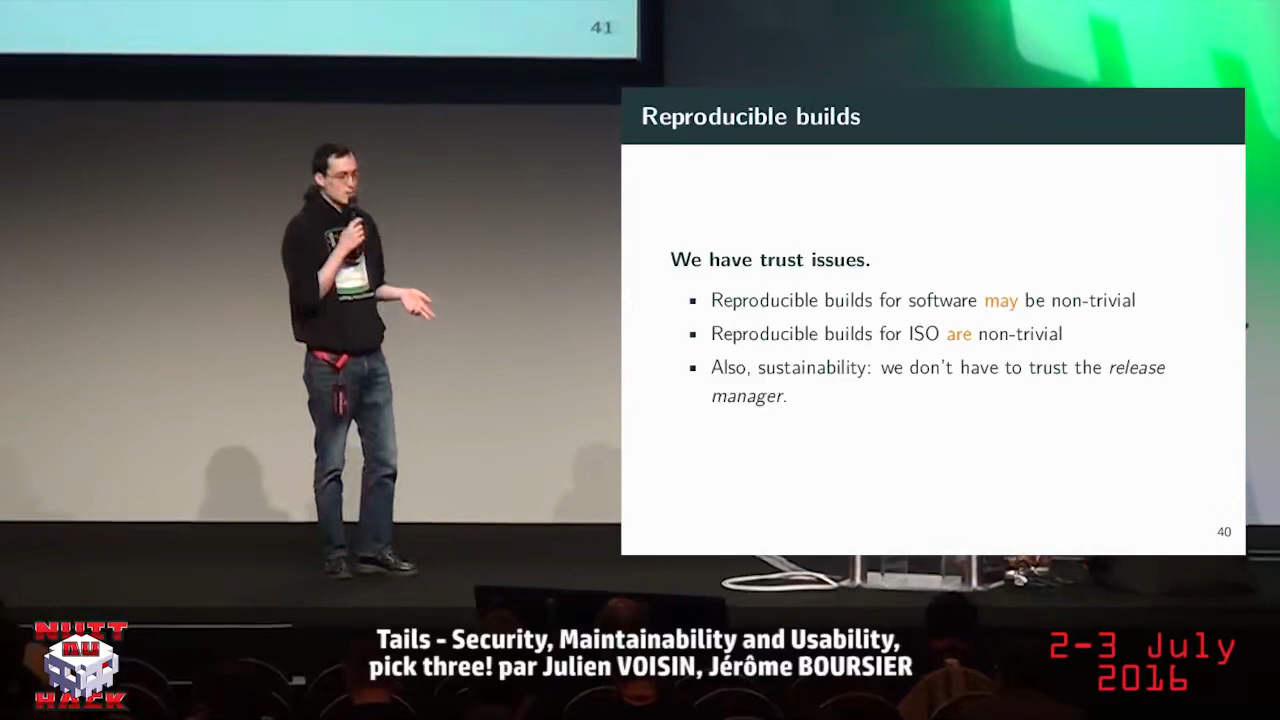 41
Reproducible builds
We have trust issues.
Reproducible builds for software may be non-trivial
Reproducible builds for ISO are non-trivial
Also, sustainability: we don't have to trust the release
manager.
40
NUIT
DU
HACK
Tails - Security, Maintainability and Usability,
pick three! par Julien VOISIN, Jérôme BOURSIER
2-3 July
2016